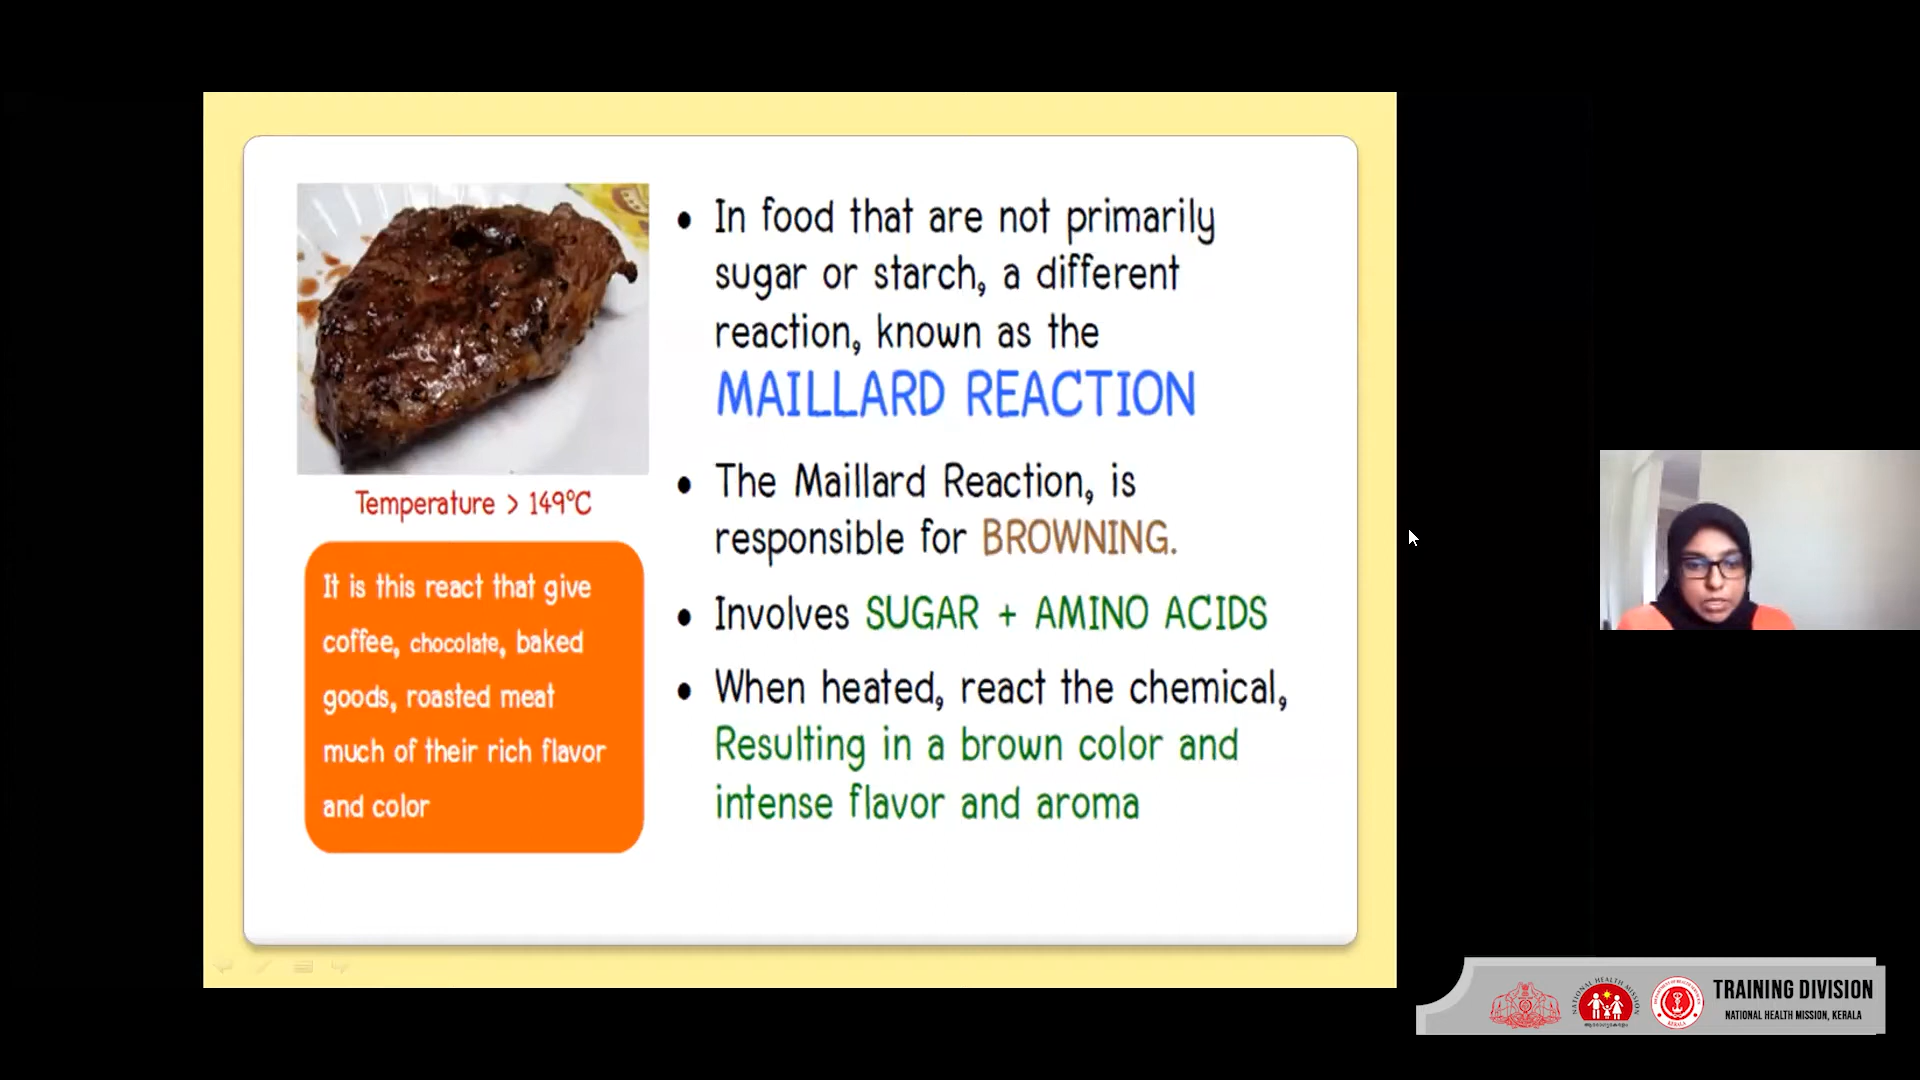 • In food that are not primarily
sugar or starch, a different
reaction, known as the
MAILLARD REACTION
• The Maillard Reaction, is
responsible for BROWNING.
• Involves SUGAR + AMINO ACIDS
• When heated, react the chemical,
Resulting in a brown color and
intense flavor and aroma
Temperature > 149°C
It is this react that give
coffee, chocolate, baked
goods, roasted meat
much of their rich flavor
and color
NATIONAL HEALTH MISSION
TRAINING DIVISION
NATIONAL HEALTH MISSION, KERALA